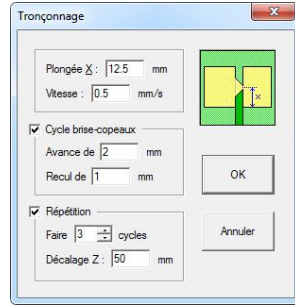 Tronçonnage
Plongée X : 12.5 mm
Vitesse : 0.5 mm/s
Cycle brise-copeaux
Avance de 2 mm
Recul de 1 mm
Répétition
Faire 3 cycles
Décalage Z : 50 mm
x
OK
Annuler